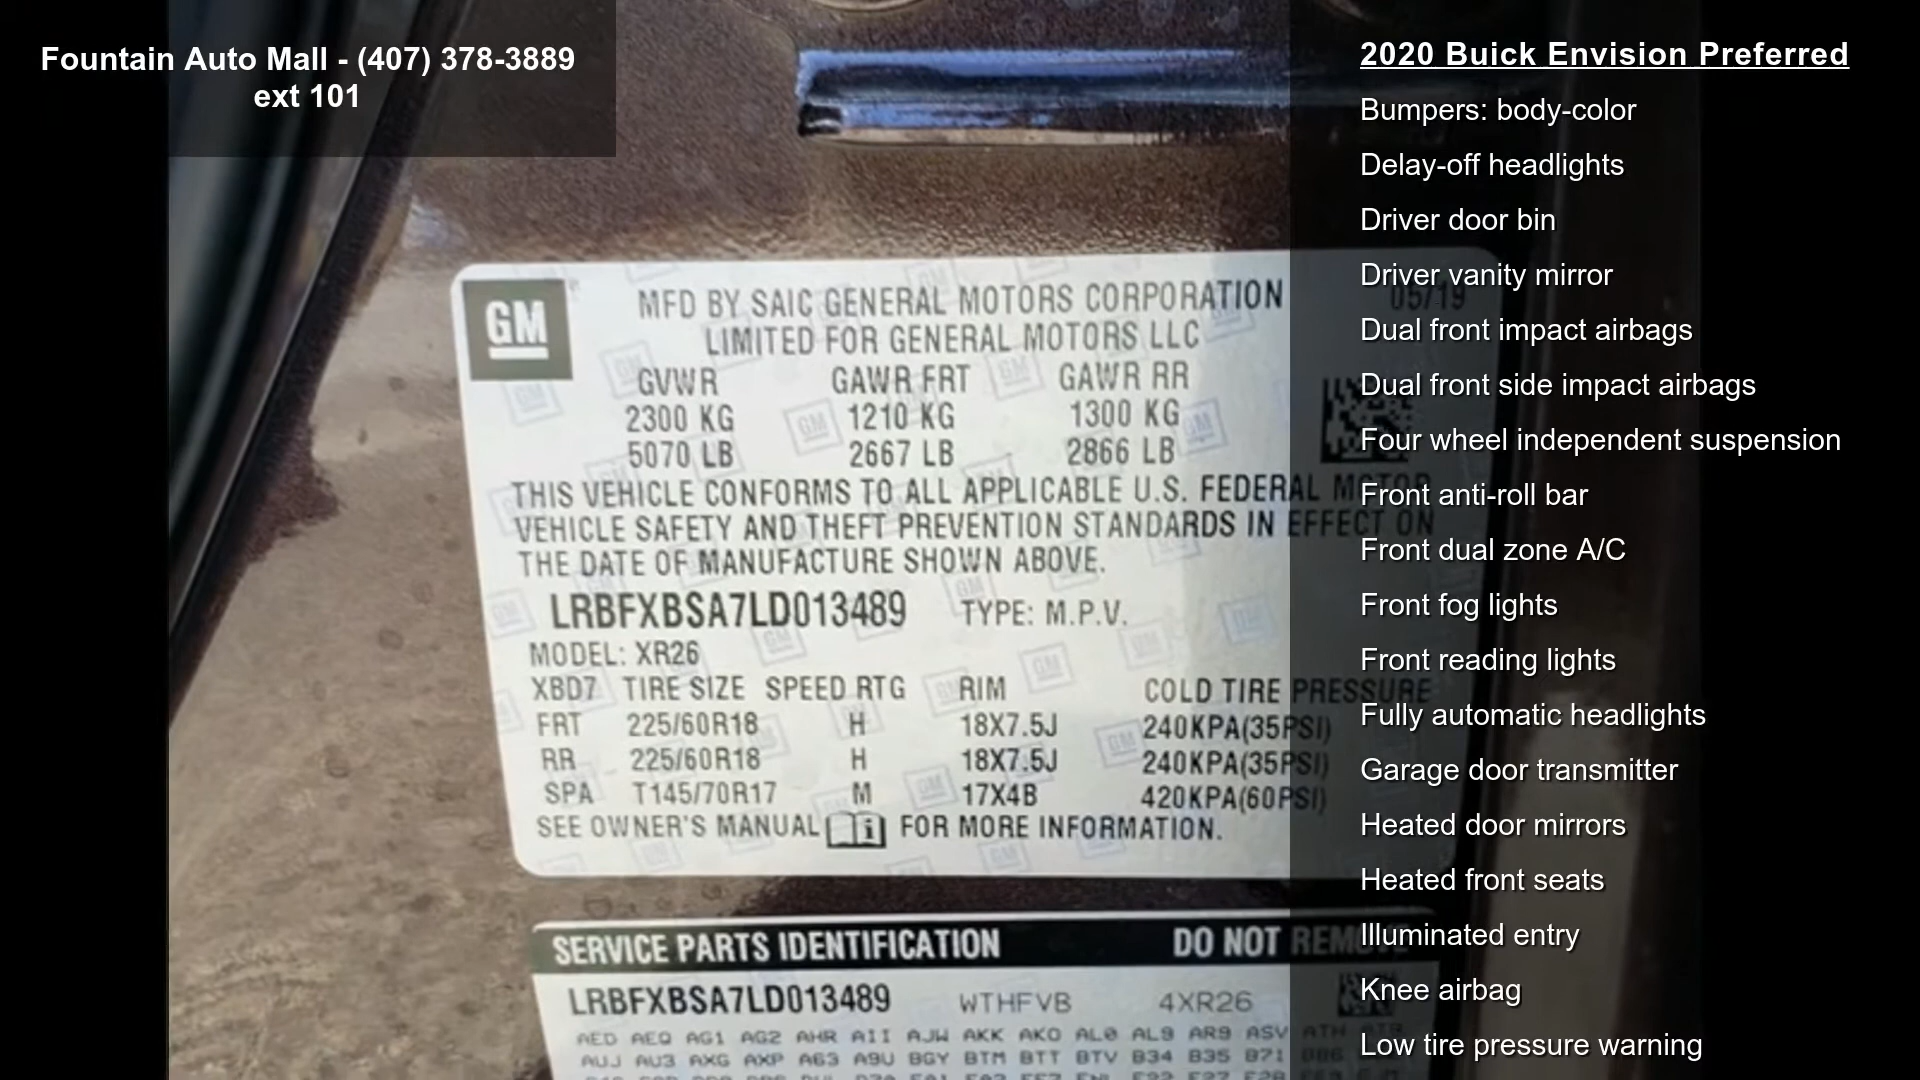 Fountain Auto Mall - (407) 378-3889
ext 101
2020 Buick Envision Preferred
Bumpers: body-color
Delay-off headlights
Driver door bin
Driver vanity mirror
Dual front impact airbags
Dual front side impact airbags
Four wheel independent suspension
Front anti-roll bar
Front dual zone A/C
Front fog lights
Front reading lights
Fully automatic headlights
Garage door transmitter
Heated door mirrors
Heated front seats
Illuminated entry
Knee airbag
Low tire pressure warning
GM
MFD BY SAIC GENERAL MOTORS CORPORATION 05/19
LIMITED FOR GENERAL MOTORS LLC
GVWR GAWR FRT GAWR RR
2300 KG 1210 KG 1300 KG
5070 LB 2667 LB 2866 LB
THIS VEHICLE CONFORMS TO ALL APPLICABLE U.S. FEDERAL MOTOR
VEHICLE SAFETY AND THEFT PREVENTION STANDARDS IN EFFECT ON
THE DATE OF MANUFACTURE SHOWN ABOVE.
LRBFXBSA7LD013489 TYPE: M.P.V.
MODEL: XR26
XBD7 TIRE SIZE SPEED RTG RIM COLD TIRE PRESSURE
FRT 225/60R18 H 18X7.5J 240KPA(35PSI)
RR 225/60R18 H 18X7.5J 240KPA(35PSI)
SPA T145/70R17 M 17X4B 420KPA(60PSI)
SEE OWNER'S MANUAL FOR MORE INFORMATION.
SERVICE PARTS IDENTIFICATION DO NOT REMOVE
LRBFXBSA7LD013489 WTHFVB 4XR26
AED AEQ AG1 AG2 AHR A1I AJW AKK AKO AL0 AL9 AR9 ASV ATH
AUJ AU3 AXG AXP A63 A9U BGY BTM BTT BTV B34 B35 B71